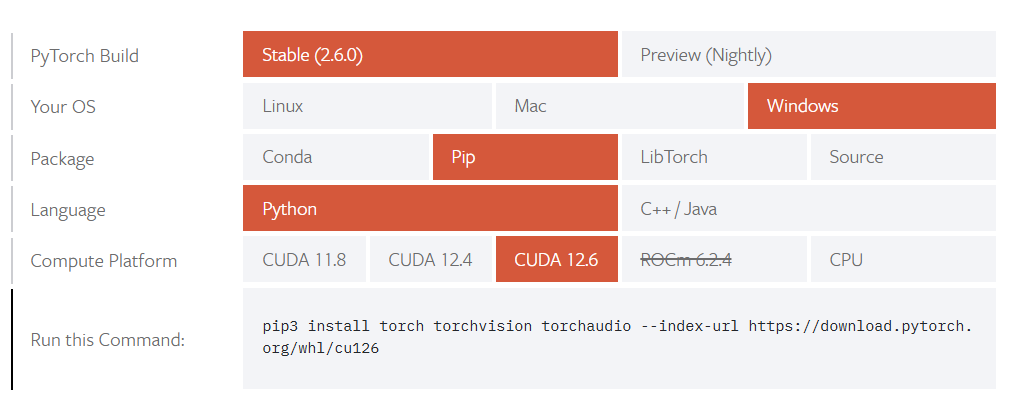 PyTorch Build Stable (2.6.0) Preview (Nightly)
Your OS Linux Mac Windows
Package Conda Pip LibTorch Source
Language Python C++ / Java
Compute Platform CUDA 11.8 CUDA 12.4 CUDA 12.6 ROCm 6.2.4 CPU
Run this Command: pip3 install torch torchvision torchaudio --index-url https://download.pytorch.
org/whl/cu126